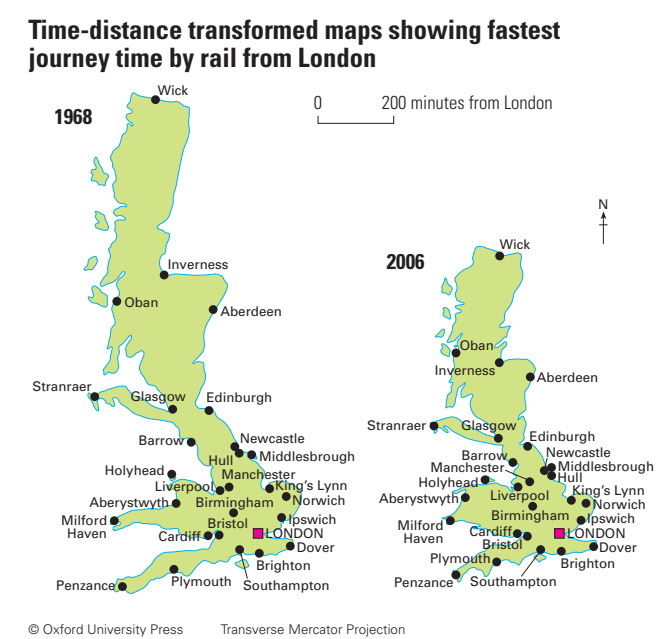 Time-distance transformed maps showing fastest
journey time by rail from London
1968
0 200 minutes from London
N
Wick
Inverness
Oban
Aberdeen
Stranraer
Glasgow
Edinburgh
Barrow
Newcastle
Hull
Middlesbrough
Holyhead
Manchester
Liverpool
King's Lynn
Aberystwyth
Birmingham
Norwich
Milford
Haven
Bristol
Ipswich
Cardiff
LONDON
Dover
Brighton
Penzance
Plymouth
Southampton
2006
Wick
Oban
Inverness
Aberdeen
Stranraer
Glasgow
Edinburgh
Barrow
Newcastle
Manchester
Middlesbrough
Hull
Holyhead
Aberystwyth
Liverpool
King's Lynn
Norwich
Birmingham
Ipswich
Milford
Haven
Cardiff
LONDON
Bristol
Dover
Plymouth
Brighton
Penzance
Southampton
© Oxford University Press Transverse Mercator Projection